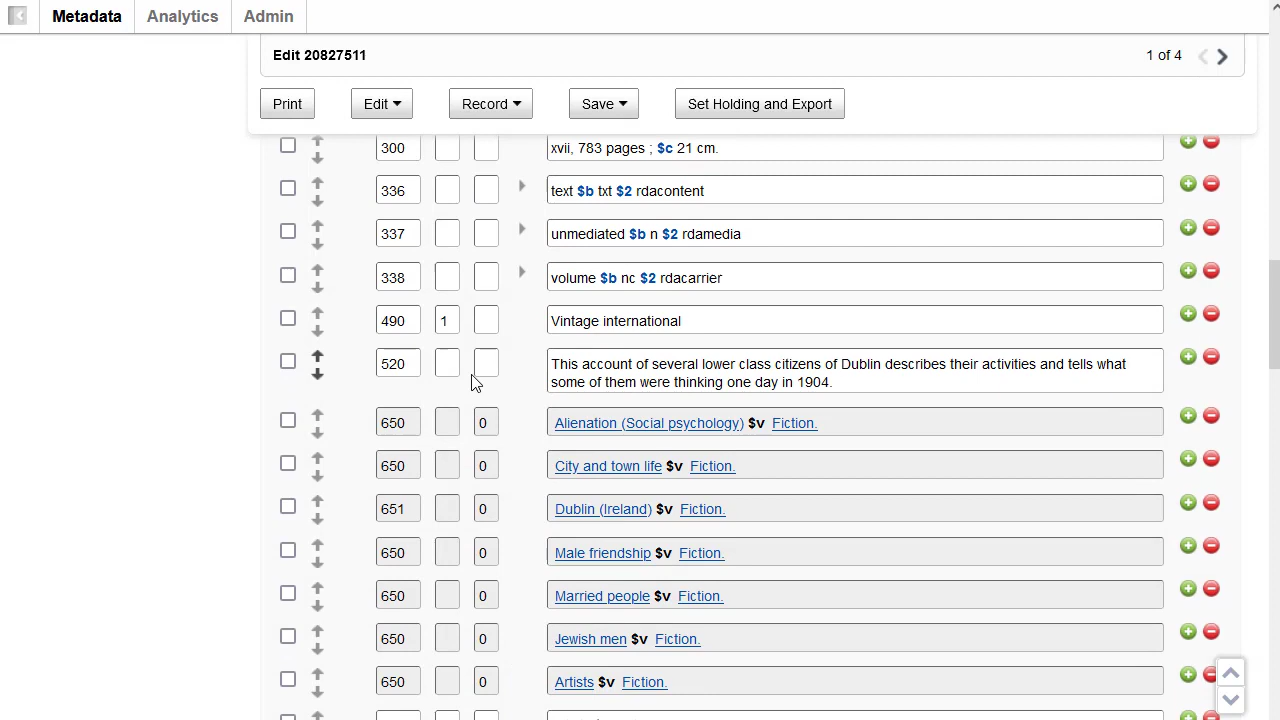 Metadata Analytics Admin
Edit 20827511 1 of 4
Print Edit Record Save Set Holding and Export
300 xvii, 783 pages ; $c 21 cm.
336 text $b txt $2 rdacontent
337 unmediated $b n $2 rdamedia
338 volume $b nc $2 rdacarrier
490 1 Vintage international
520 This account of several lower class citizens of Dublin describes their activities and tells what
some of them were thinking one day in 1904.
650 0 Alienation (Social psychology) $v Fiction.
650 0 City and town life $v Fiction.
651 0 Dublin (Ireland) $v Fiction.
650 0 Male friendship $v Fiction.
650 0 Married people $v Fiction.
650 0 Jewish men $v Fiction.
650 0 Artists $v Fiction.